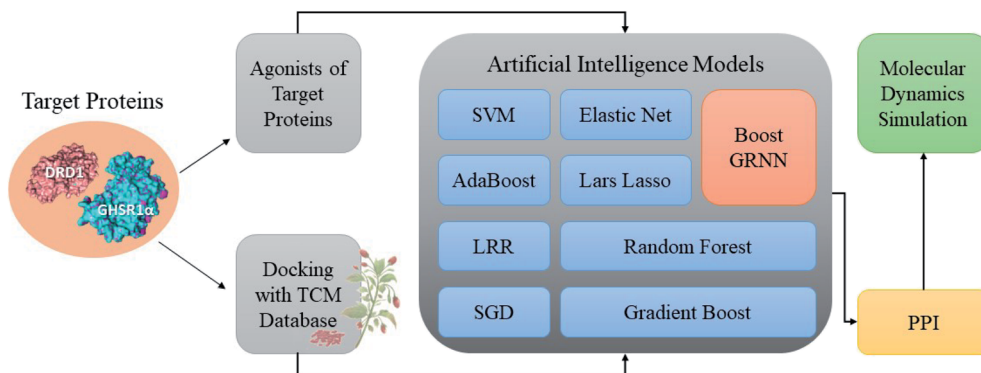 Target Proteins
DRD1
GHSR1α
Agonists of
Target
Proteins
Docking
with TCM
Database
Artificial Intelligence Models
SVM
Elastic Net
Boost
GRNN
AdaBoost
Lars Lasso
LRR
Random Forest
SGD
Gradient Boost
Molecular
Dynamics
Simulation
PPI